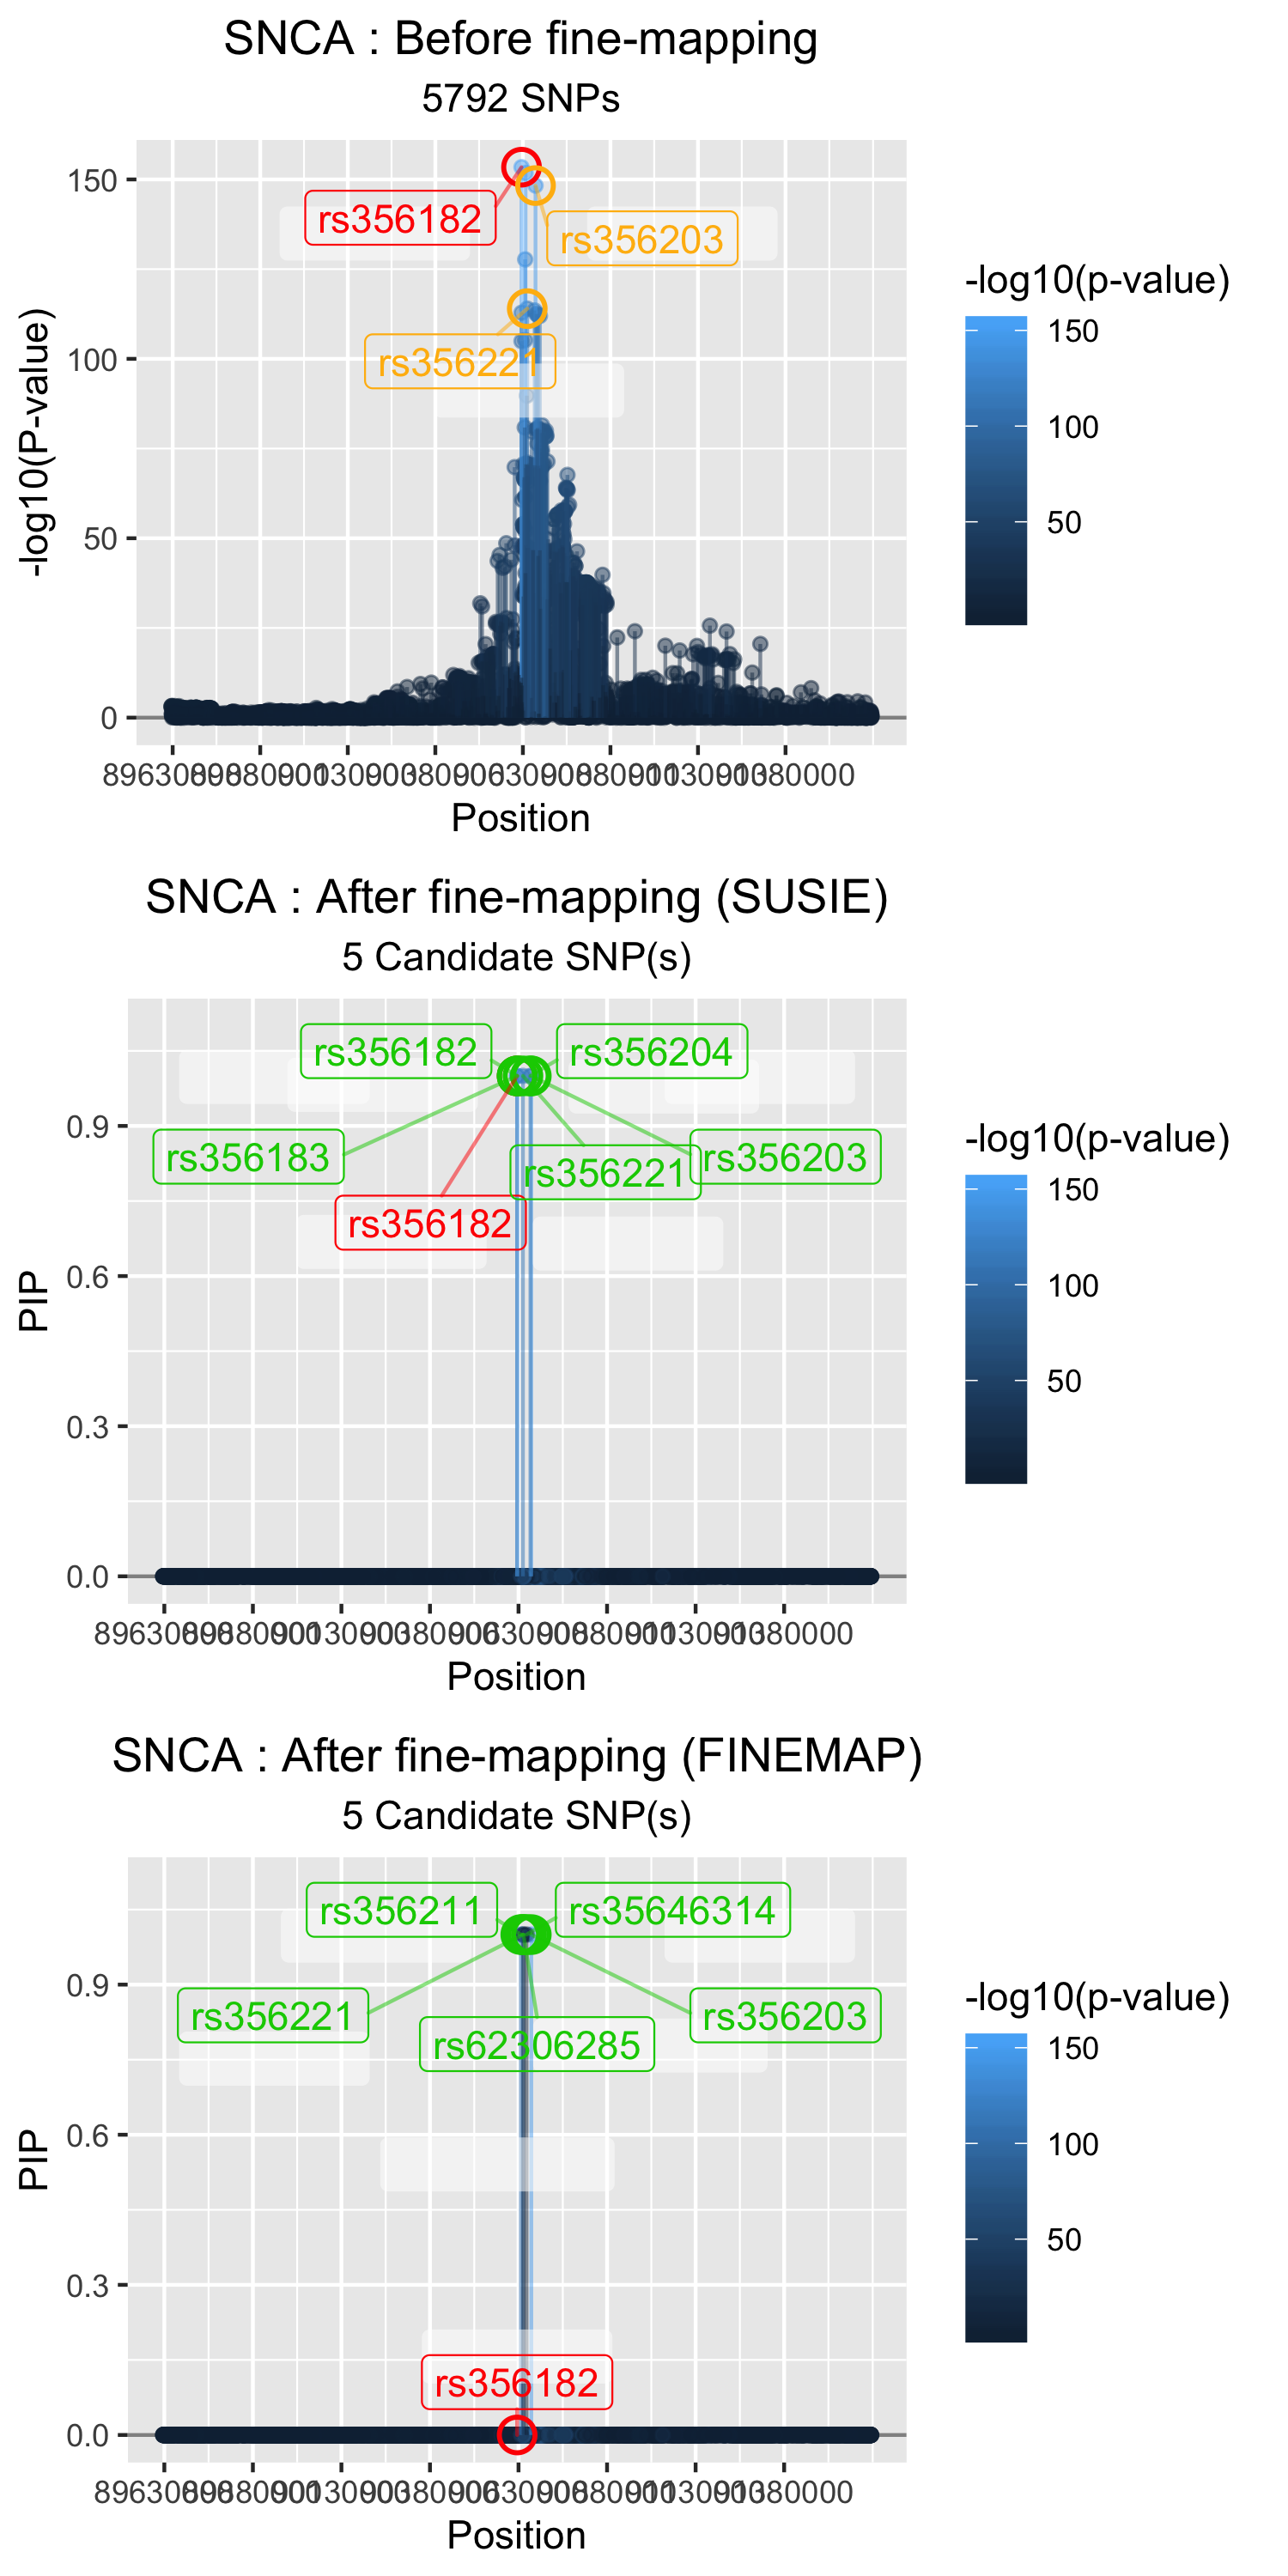 SNCA : Before fine-mapping
5792 SNPs
-log10(P-value)
150
100
50
0
rs356182
rs356203
rs356221
Position
-log10(p-value)
150
100
50
SNCA : After fine-mapping (SUSIE)
5 Candidate SNP(s)
PIP
0.9
0.6
0.3
0.0
rs356182
rs356204
rs356183
rs356221
rs356203
rs356182
Position
-log10(p-value)
150
100
50
SNCA : After fine-mapping (FINEMAP)
5 Candidate SNP(s)
PIP
0.9
0.6
0.3
0.0
rs356211
rs35646314
rs356221
rs356203
rs62306285
rs356182
Position
-log10(p-value)
150
100
50